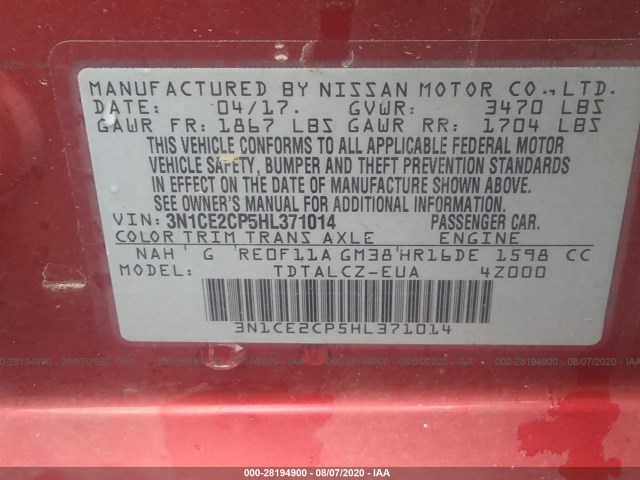 MANUFACTURED BY NISSAN MOTOR CO.,LTD.
DATE: 04/17. GVWR: 3470 LBS
GAWR FR: 1867 LBS GAWR RR: 1704 LBS
THIS VEHICLE CONFORMS TO ALL APPLICABLE FEDERAL MOTOR
VEHICLE SAFETY, BUMPER AND THEFT PREVENTION STANDARDS
IN EFFECT ON THE DATE OF MANUFACTURE SHOWN ABOVE.
SEE OWNER'S MANUAL FOR ADDITIONAL INFORMATION.
VIN: 3N1CE2CP5HL371014 PASSENGER CAR.
COLOR TRIM TRANS AXLE ENGINE
NAH' G 'RE0F11A GM38'HR16DE 1598 CC
MODEL: TDTALCZ-EUA 4Z000
3N1CE2CP5HL371014
000-28194900 - 08/07/2020 - IAA